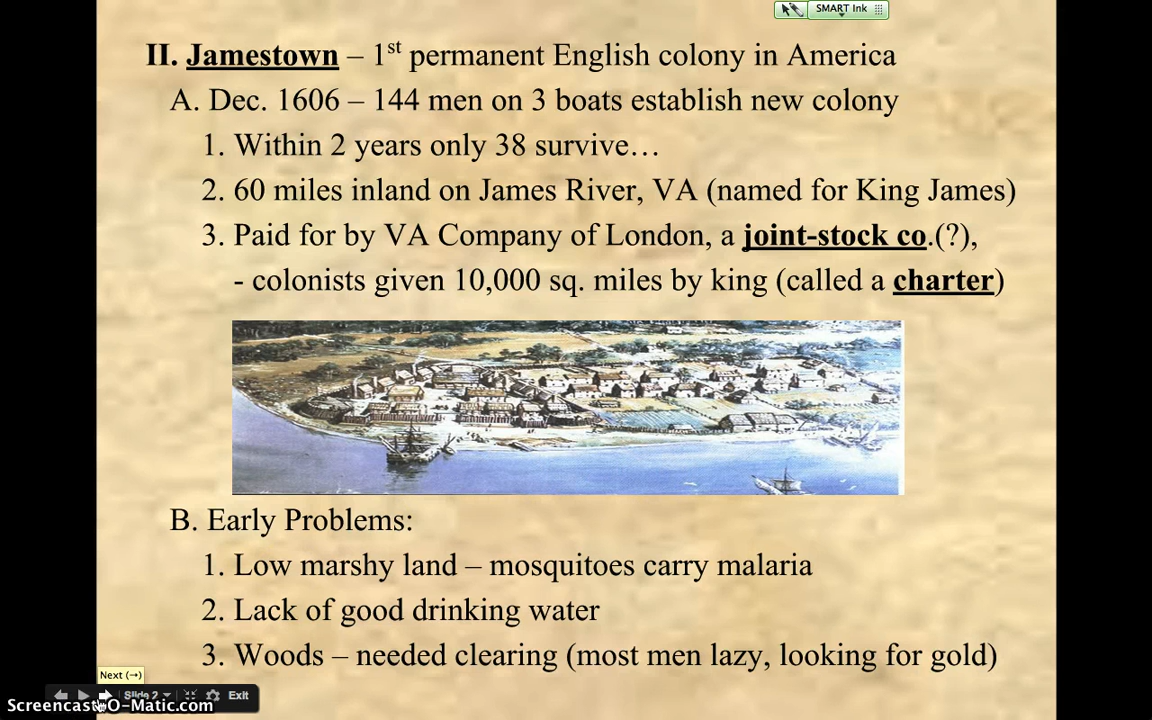 SMART Ink
II. Jamestown – 1st permanent English colony in America
A. Dec. 1606 – 144 men on 3 boats establish new colony
1. Within 2 years only 38 survive…
2. 60 miles inland on James River, VA (named for King James)
3. Paid for by VA Company of London, a joint-stock co.(?),
- colonists given 10,000 sq. miles by king (called a charter)
B. Early Problems:
1. Low marshy land – mosquitoes carry malaria
2. Lack of good drinking water
3. Woods – needed clearing (most men lazy, looking for gold)
Next (→)
Slide 2 Exit
Screencast-O-Matic.com